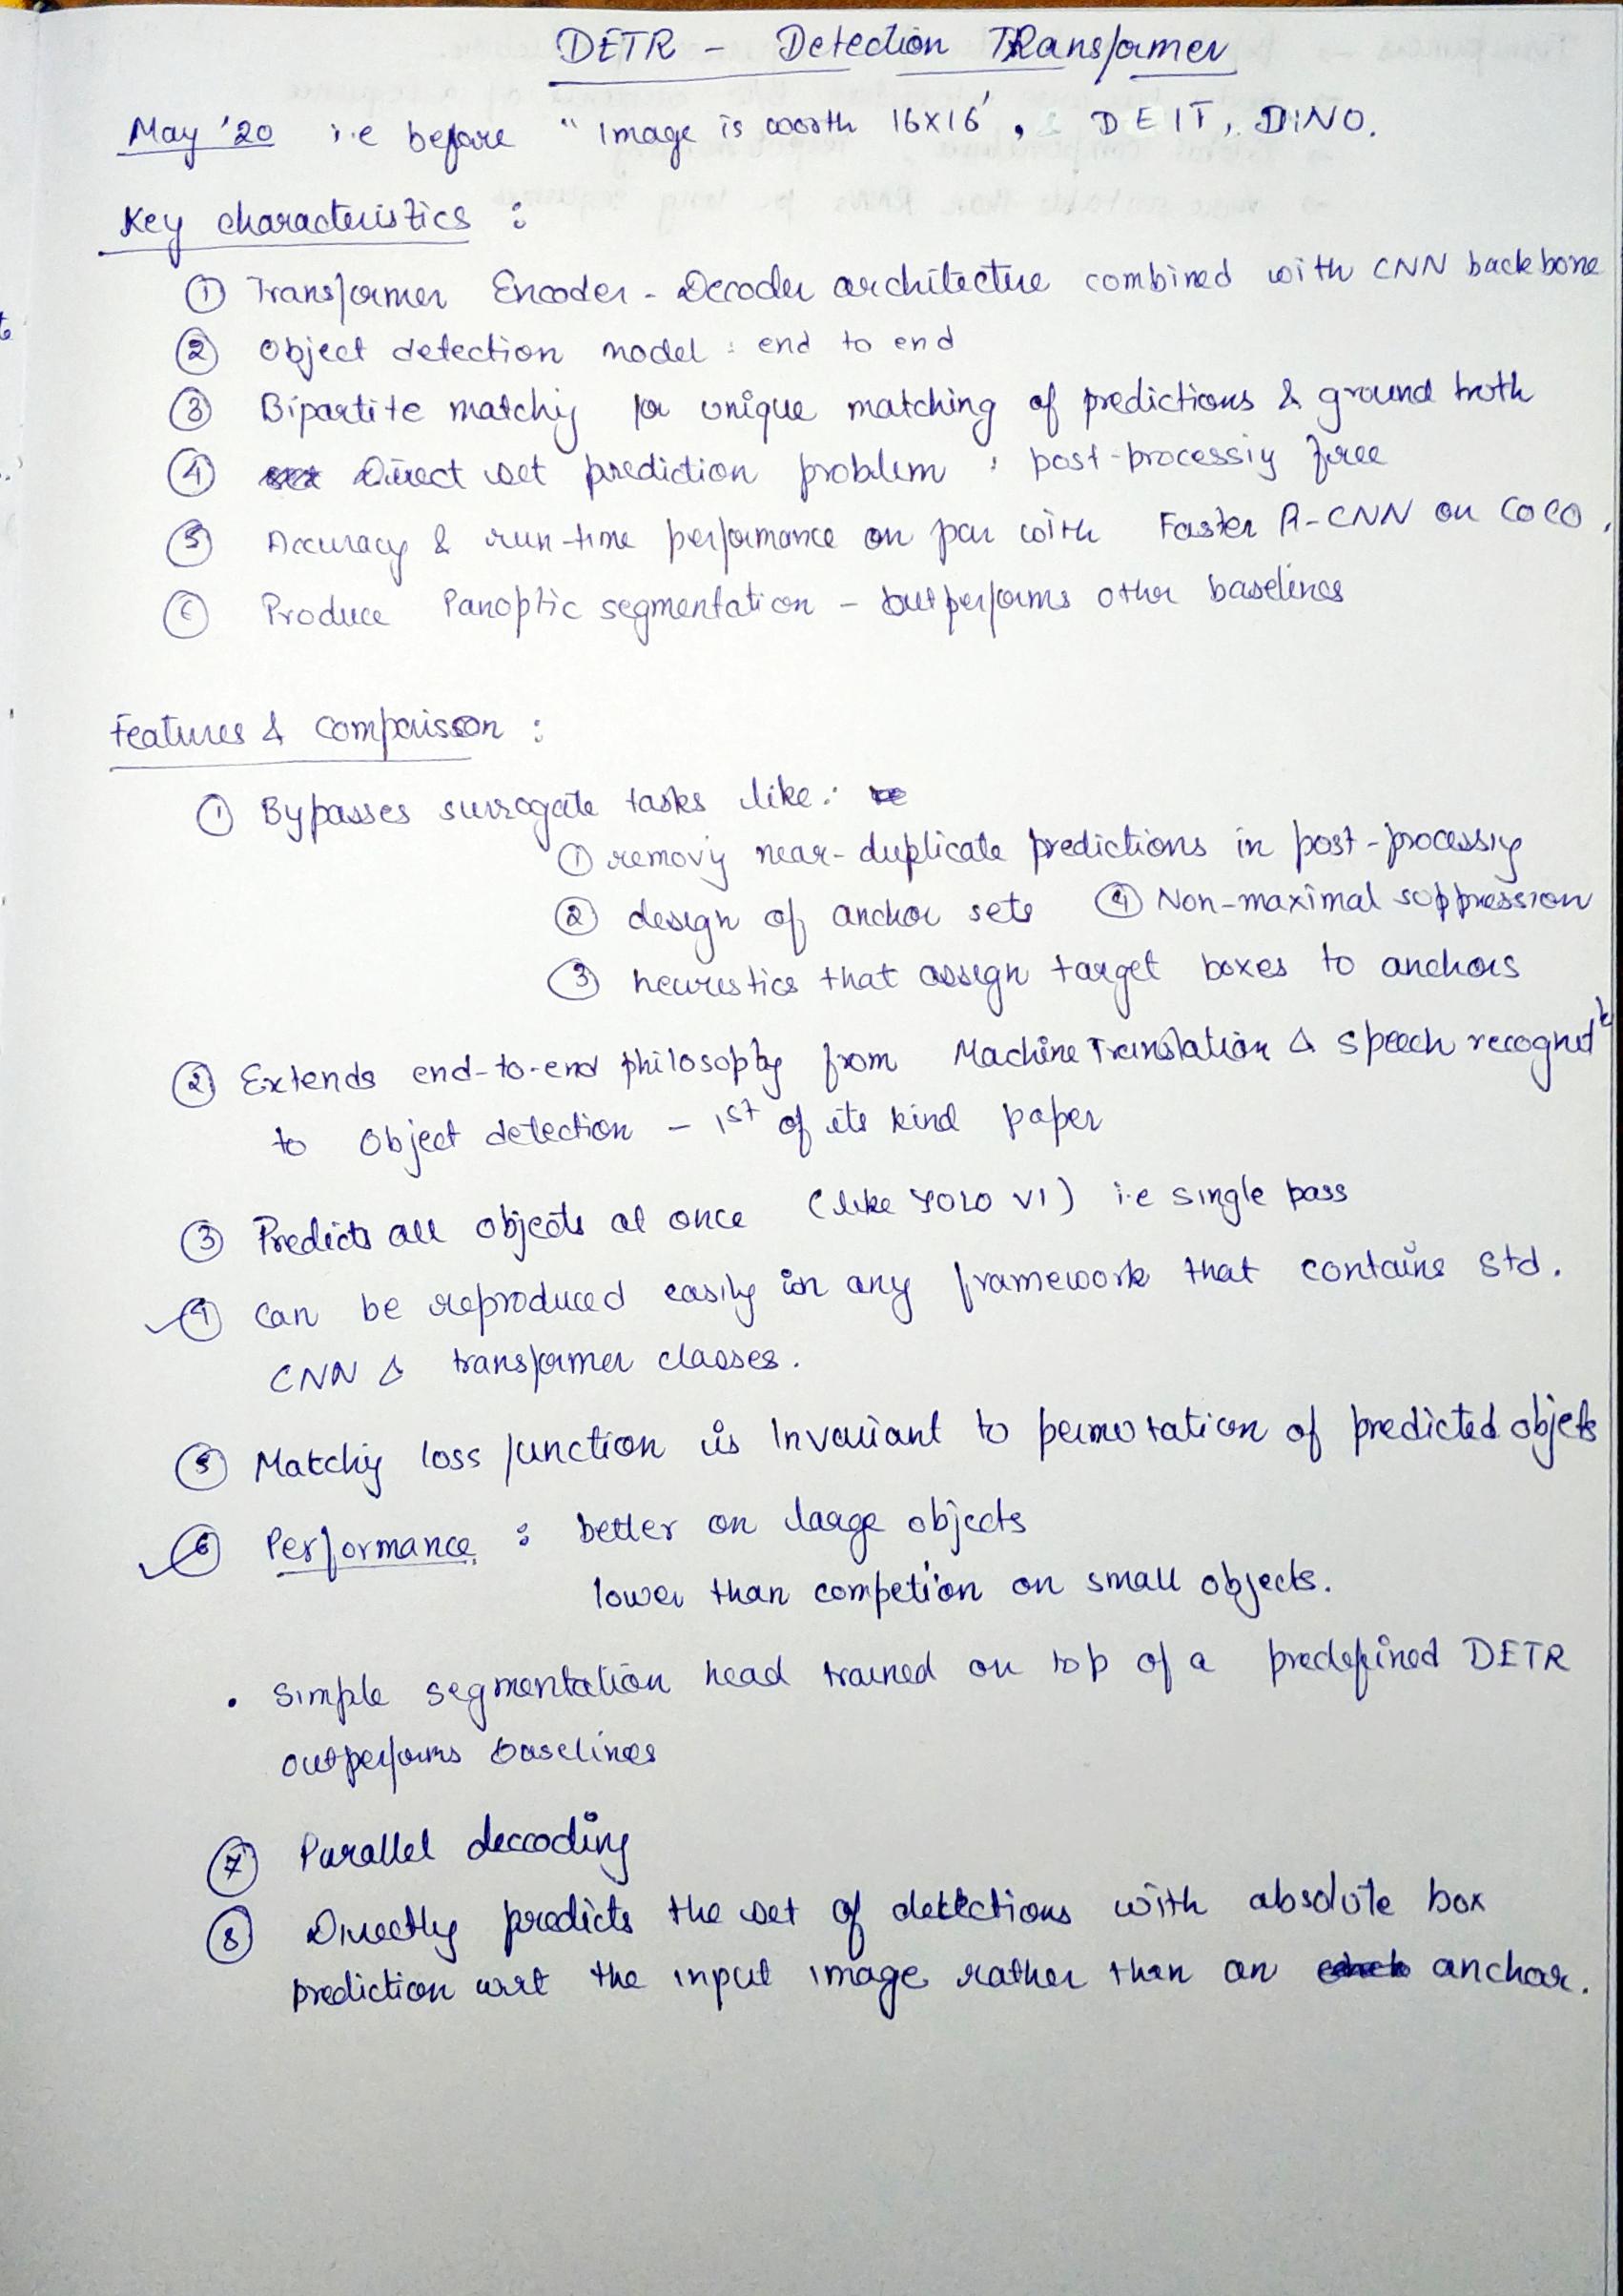 DETR - Detection TRansformer
May '20 i.e before "Image is worth 16x16', DEIT, DINO.
Key characteristics :
① Transformer Encoder - Decoder architecture combined with CNN backbone
② Object detection model : end to end
③ Bipartite matchig for unique matching of predictions & ground truth
④ Direct set prediction problem ; post-processig free
⑤ Accuracy & run-time performance on par with Faster R-CNN on COCO,
⑥ Produce Panoptic segmentation - outperforms other baselines
Features & Comparisson :
① Bypasses surrogate tasks like:
① removig near-duplicate predictions in post-processig
② design of anchor sets ④ Non-maximal suppression
③ heuristics that assign target boxes to anchors
② Extends end-to-end philosophy from Machine Translation & speech recognit
to Object detection - 1st of its kind paper
③ Predicts all objects at once (like YOLO V1) i.e single pass
④ Can be reproduced easily in any framework that contains std.
CNN & transformer classes.
⑤ Matchig loss function is Invariant to permutation of predicted objets
⑥ Performance : better on large objects
lower than competion on small objects.
• Simple segmentation head trained on top of a predefined DETR
outperforms baselines
⑦ Parallel deccoding
⑧ Directly predicts the set of detections with absolute box
prediction wrt the input image rather than an anchor.